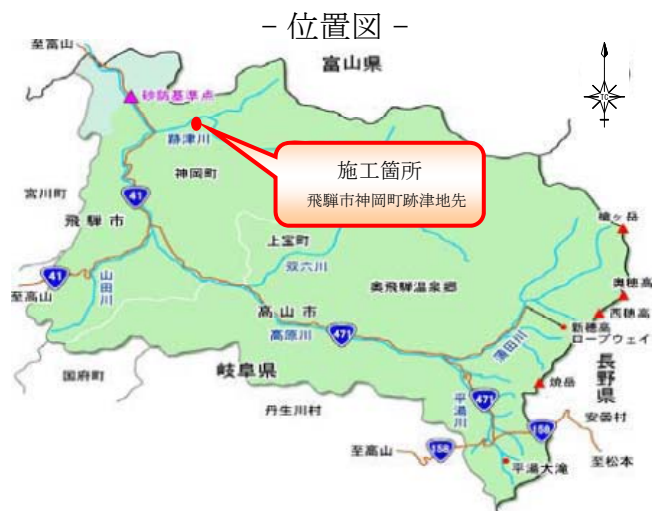 －位置図－
至富山
富山県
砂防基準点
跡津川
施工箇所
飛騨市神岡町跡津地先
神岡町
宮川町
41
飛騨市
槍ヶ岳
上宝町
41
山田川
双六川
奥飛騨温泉郷
奥穂高
至高山
高山市
西穂高
新穂高
ロープウェイ
高原川
471
蒲田川
岐阜県
長野県
国府町
焼岳
471
平湯川
丹生川村
安曇村
158
158
至高山
平湯大滝
至松本